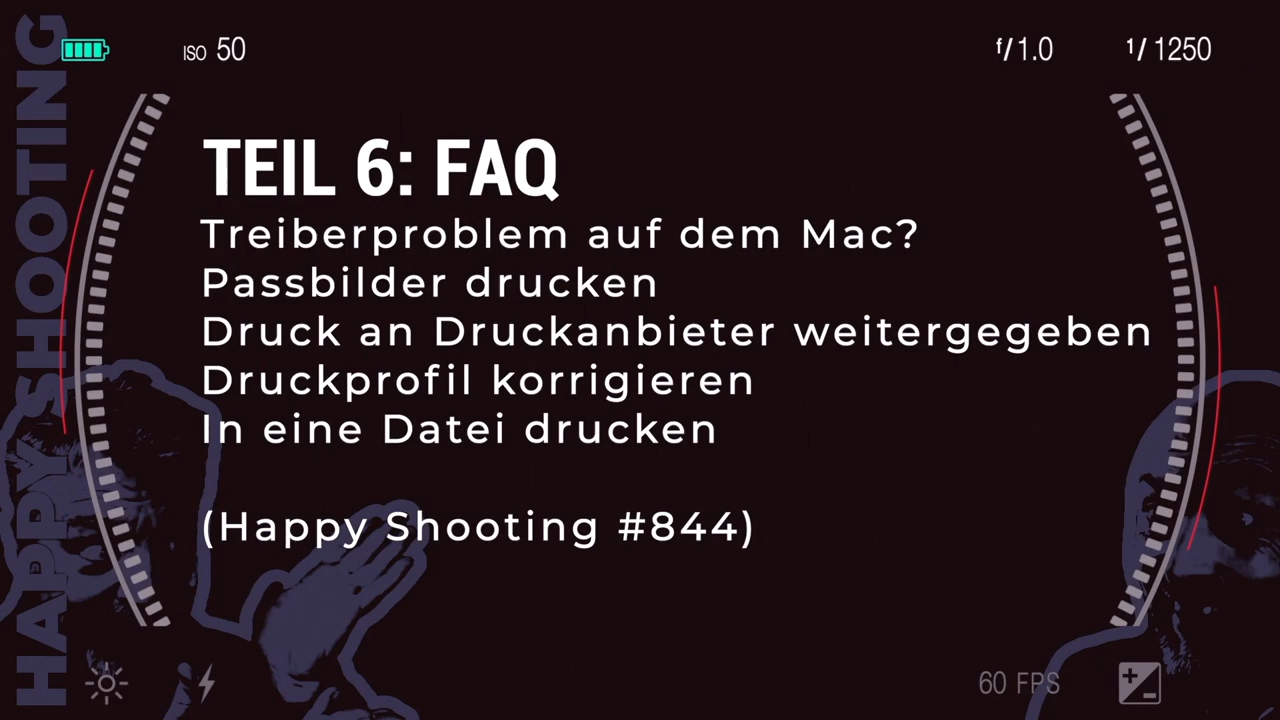 HAPPY SHOOTING
ISO 50
f/1.0
1/1250
TEIL 6: FAQ
Treiberproblem auf dem Mac?
Passbilder drucken
Druck an Druckanbieter weitergegeben
Druckprofil korrigieren
In eine Datei drucken
(Happy Shooting #844)
60 FPS